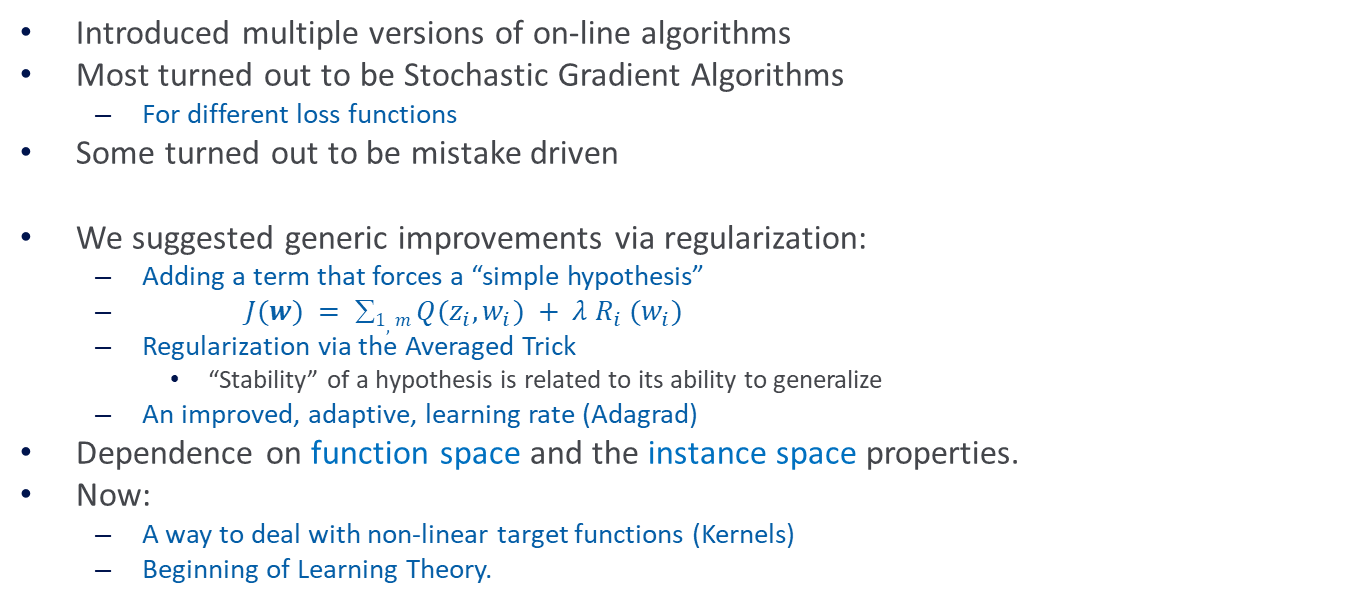 • Introduced multiple versions of on-line algorithms
• Most turned out to be Stochastic Gradient Algorithms
– For different loss functions
• Some turned out to be mistake driven
• We suggested generic improvements via regularization:
– Adding a term that forces a “simple hypothesis”
– J(w) = ∑1, m Q(zi, wi) + λ Ri (wi)
– Regularization via the Averaged Trick
• “Stability” of a hypothesis is related to its ability to generalize
– An improved, adaptive, learning rate (Adagrad)
• Dependence on function space and the instance space properties.
• Now:
– A way to deal with non-linear target functions (Kernels)
– Beginning of Learning Theory.